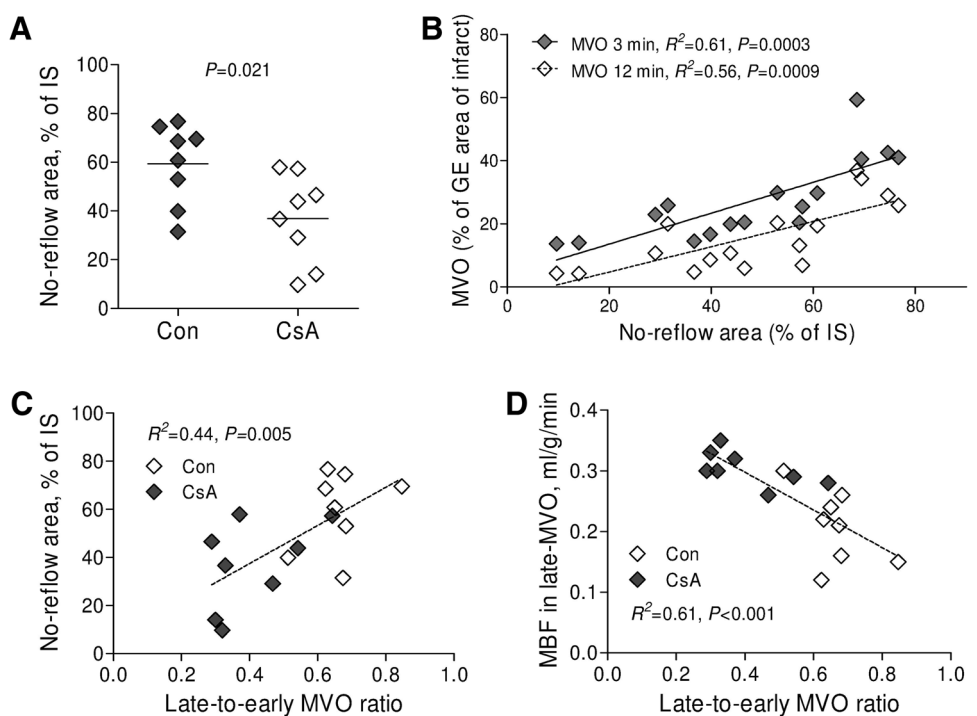 A
No-reflow area, % of IS
100
80
60
40
20
0
P=0.021
Con
CsA
B
MVO (% of GE area of infarct)
80
60
40
20
0
MVO 3 min, R²=0.61, P=0.0003
MVO 12 min, R²=0.56, P=0.0009
0 20 40 60 80
No-reflow area (% of IS)
C
No-reflow area, % of IS
100
80
60
40
20
0
R²=0.44, P=0.005
Con
CsA
0.0 0.2 0.4 0.6 0.8 1.0
Late-to-early MVO ratio
D
MBF in late-MVO, ml/g/min
0.4
0.3
0.2
0.1
0.0
Con
CsA
R²=0.61, P<0.001
0.0 0.2 0.4 0.6 0.8 1.0
Late-to-early MVO ratio